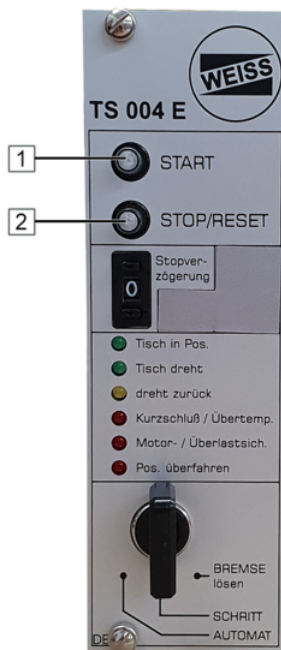 WEISS
TS 004 E
1
START
2
STOP/RESET
Stopver-
zögerung
0
Tisch in Pos.
Tisch dreht
dreht zurück
Kurzschluß / Übertemp.
Motor- / Überlastsich.
Pos. überfahren
BREMSE
lösen
SCHRITT
AUTOMAT
DE